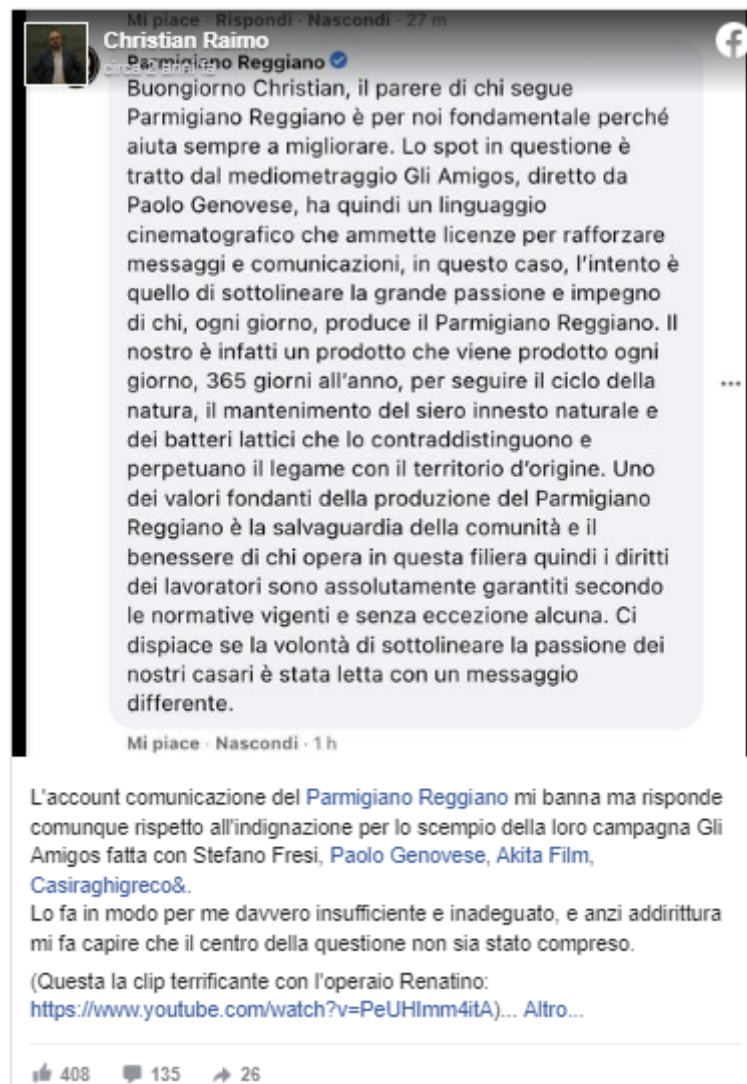 Mi piace · Rispondi · Nascondi · 27 m
Christian Raimo
circa 2 anni fa
Parmigiano Reggiano
Buongiorno Christian, il parere di chi segue
Parmigiano Reggiano è per noi fondamentale perché
aiuta sempre a migliorare. Lo spot in questione è
tratto dal mediometraggio Gli Amigos, diretto da
Paolo Genovese, ha quindi un linguaggio
cinematografico che ammette licenze per rafforzare
messaggi e comunicazioni, in questo caso, l'intento è
quello di sottolineare la grande passione e impegno
di chi, ogni giorno, produce il Parmigiano Reggiano. Il
nostro è infatti un prodotto che viene prodotto ogni
giorno, 365 giorni all'anno, per seguire il ciclo della
natura, il mantenimento del siero innesto naturale e
dei batteri lattici che lo contraddistinguono e
perpetuano il legame con il territorio d'origine. Uno
dei valori fondanti della produzione del Parmigiano
Reggiano è la salvaguardia della comunità e il
benessere di chi opera in questa filiera quindi i diritti
dei lavoratori sono assolutamente garantiti secondo
le normative vigenti e senza eccezione alcuna. Ci
dispiace se la volontà di sottolineare la passione dei
nostri casari è stata letta con un messaggio
differente.
Mi piace · Nascondi · 1 h
L'account comunicazione del Parmigiano Reggiano mi banna ma risponde
comunque rispetto all'indignazione per lo scempio della loro campagna Gli
Amigos fatta con Stefano Fresi, Paolo Genovese, Akita Film,
Casiraghigreco&.
Lo fa in modo per me davvero insufficiente e inadeguato, e anzi addirittura
mi fa capire che il centro della questione non sia stato compreso.
(Questa la clip terrificante con l'operaio Renatino:
https://www.youtube.com/watch?v=PeUHImm4itA)... Altro...
408 135 26